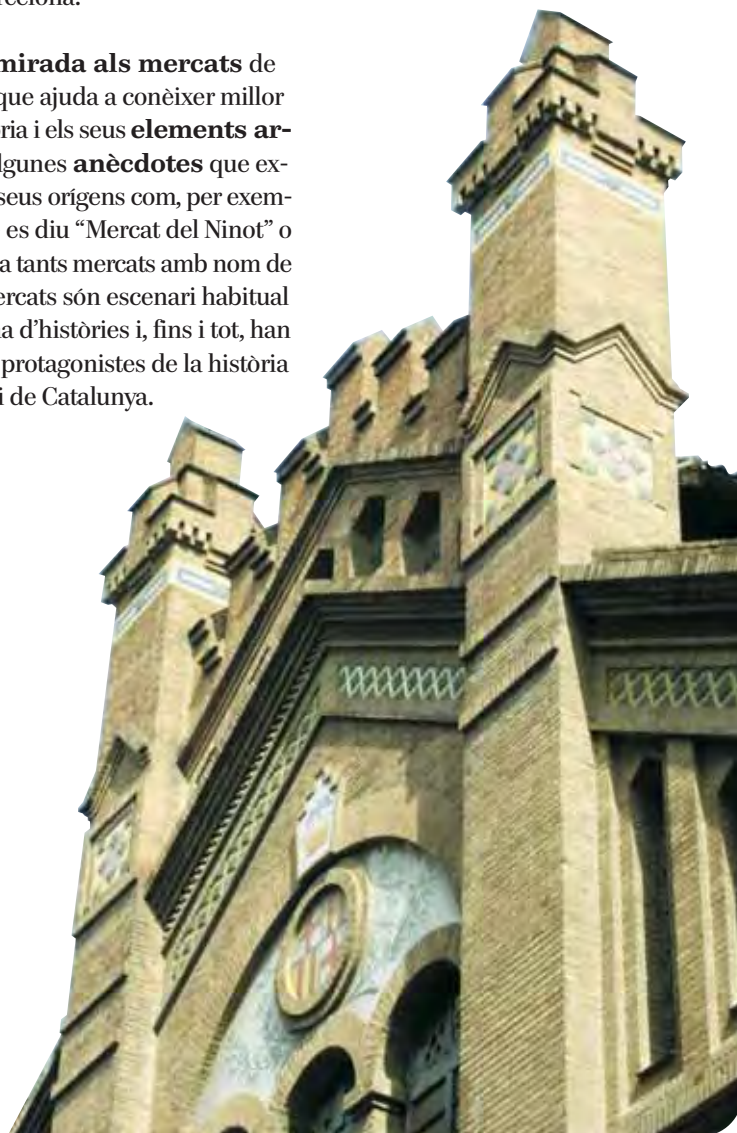 mirada als mercats de
que ajuda a conèixer millor
ria i els seus elements ar-
lgunes anècdotes que ex-
seus orígens com, per exem-
es diu “Mercat del Ninot” o
a tants mercats amb nom de
ercats són escenari habitual
a d’històries i, fins i tot, han
protagonistes de la història
i de Catalunya.